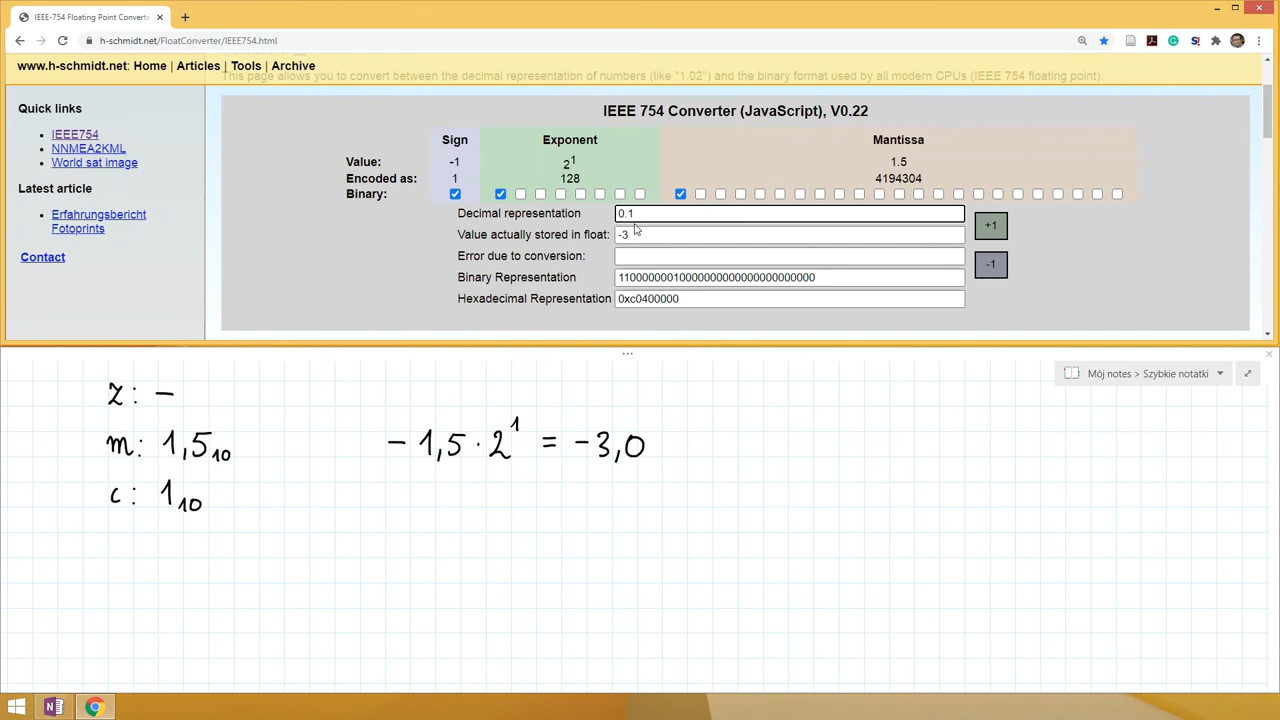 IEEE-754 Floating Point Converte
h-schmidt.net/FloatConverter/IEEE754.html
www.h-schmidt.net: Home | Articles | Tools | Archive
This page allows you to convert between the decimal representation of numbers (like "1.02") and the binary format used by all modern CPUs (IEEE 754 floating point).
Quick links
IEEE754
NNMEA2KML
World sat image
Latest article
Erfahrungsbericht
Fotoprints
Contact
IEEE 754 Converter (JavaScript), V0.22
Sign Exponent Mantissa
Value: -1 2^1 1.5
Encoded as: 1 128 4194304
Binary:
Decimal representation 0.1
Value actually stored in float: -3
Error due to conversion:
Binary Representation 11000000010000000000000000000000
Hexadecimal Representation 0xc0400000
+1
-1
Mój notes > Szybkie notatki
z: -
m: 1,5₁₀
c: 1₁₀
- 1,5 · 2^1 = - 3,0